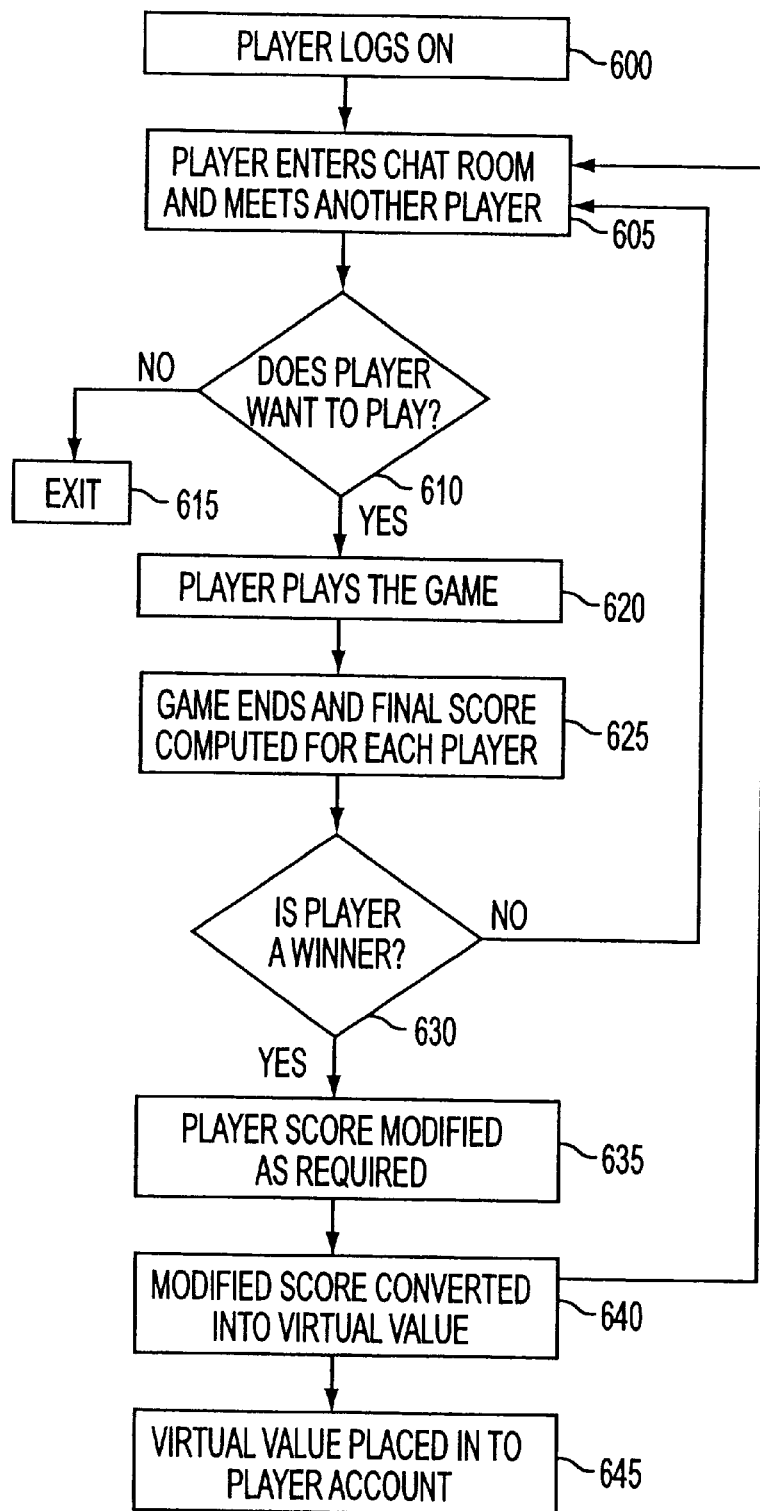 PLAYER LOGS ON
600
PLAYER ENTERS CHAT ROOM
AND MEETS ANOTHER PLAYER
605
DOES PLAYER
WANT TO PLAY?
610
NO
EXIT
615
YES
PLAYER PLAYS THE GAME
620
GAME ENDS AND FINAL SCORE
COMPUTED FOR EACH PLAYER
625
IS PLAYER
A WINNER?
NO
630
YES
PLAYER SCORE MODIFIED
AS REQUIRED
635
MODIFIED SCORE CONVERTED
INTO VIRTUAL VALUE
640
VIRTUAL VALUE PLACED IN TO
PLAYER ACCOUNT
645